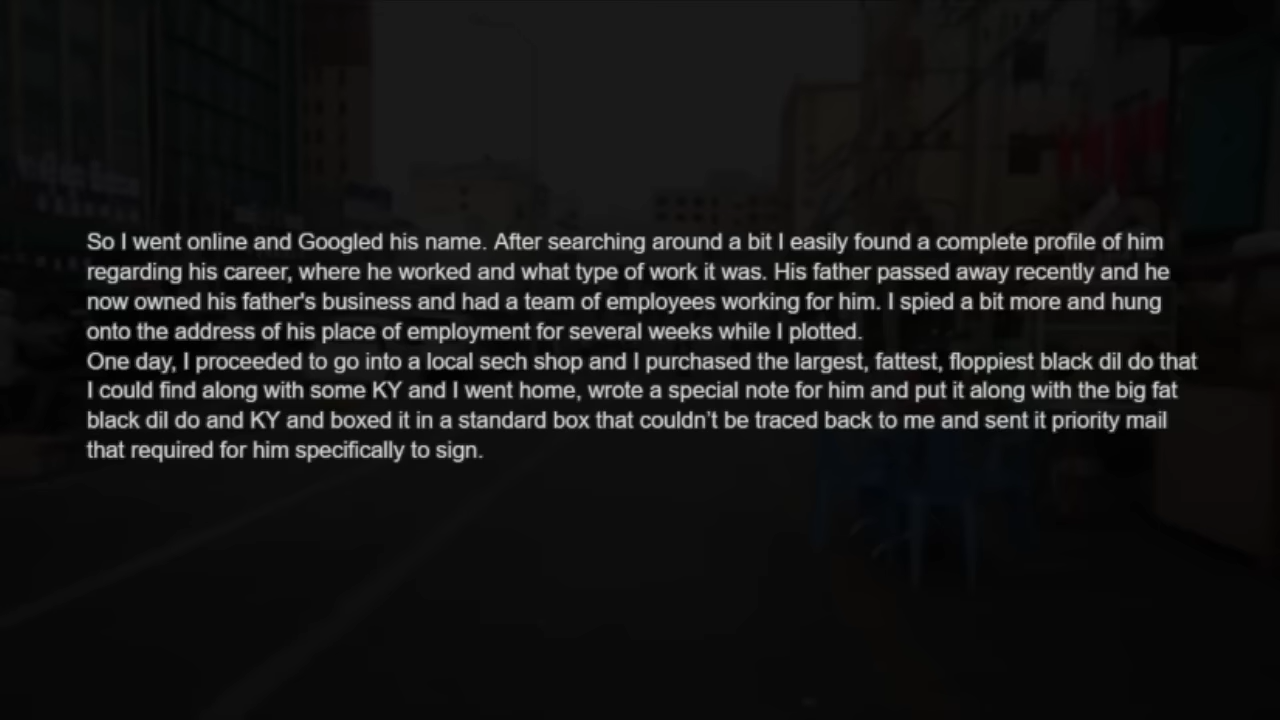 So I went online and Googled his name. After searching around a bit I easily found a complete profile of him
regarding his career, where he worked and what type of work it was. His father passed away recently and he
now owned his father's business and had a team of employees working for him. I spied a bit more and hung
onto the address of his place of employment for several weeks while I plotted.
One day, I proceeded to go into a local sech shop and I purchased the largest, fattest, floppiest black dil do that
I could find along with some KY and I went home, wrote a special note for him and put it along with the big fat
black dil do and KY and boxed it in a standard box that couldn’t be traced back to me and sent it priority mail
that required for him specifically to sign.